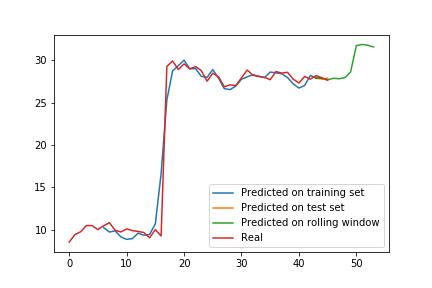 30
25
20
15
10
0
10
20
30
40
50
Predicted on training set
Predicted on test set
Predicted on rolling window
Real